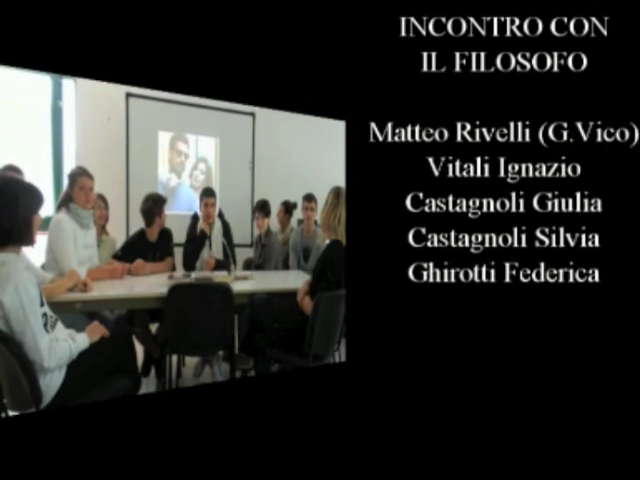 INCONTRO CON
IL FILOSOFO
Matteo Rivelli (G.Vico)
Vitali Ignazio
Castagnoli Giulia
Castagnoli Silvia
Ghirotti Federica